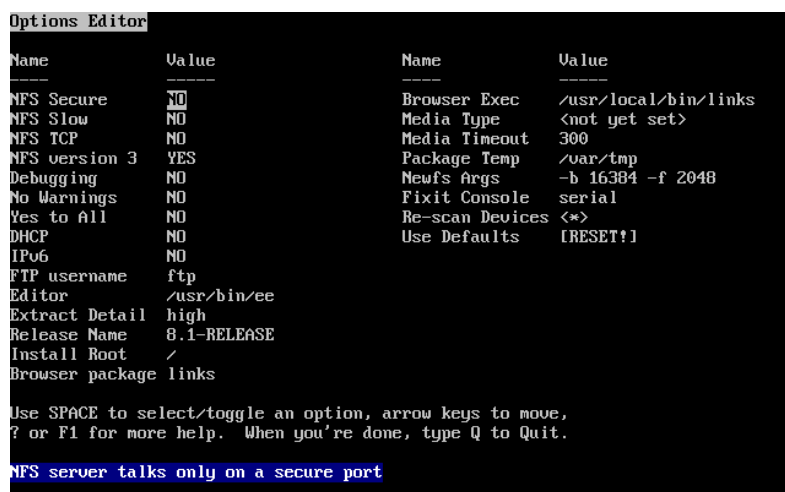 Options Editor
Name Value Name Value
---- ----- ---- -----
NFS Secure NO Browser Exec /usr/local/bin/links
NFS Slow NO Media Type <not yet set>
NFS TCP NO Media Timeout 300
NFS version 3 YES Package Temp /var/tmp
Debugging NO Newfs Args -b 16384 -f 2048
No Warnings NO Fixit Console serial
Yes to All NO Re-scan Devices <*>
DHCP NO Use Defaults [RESET!]
IPv6 NO
FTP username ftp
Editor /usr/bin/ee
Extract Detail high
Release Name 8.1-RELEASE
Install Root /
Browser package links
Use SPACE to select/toggle an option, arrow keys to move,
? or F1 for more help. When you're done, type Q to Quit.
NFS server talks only on a secure port